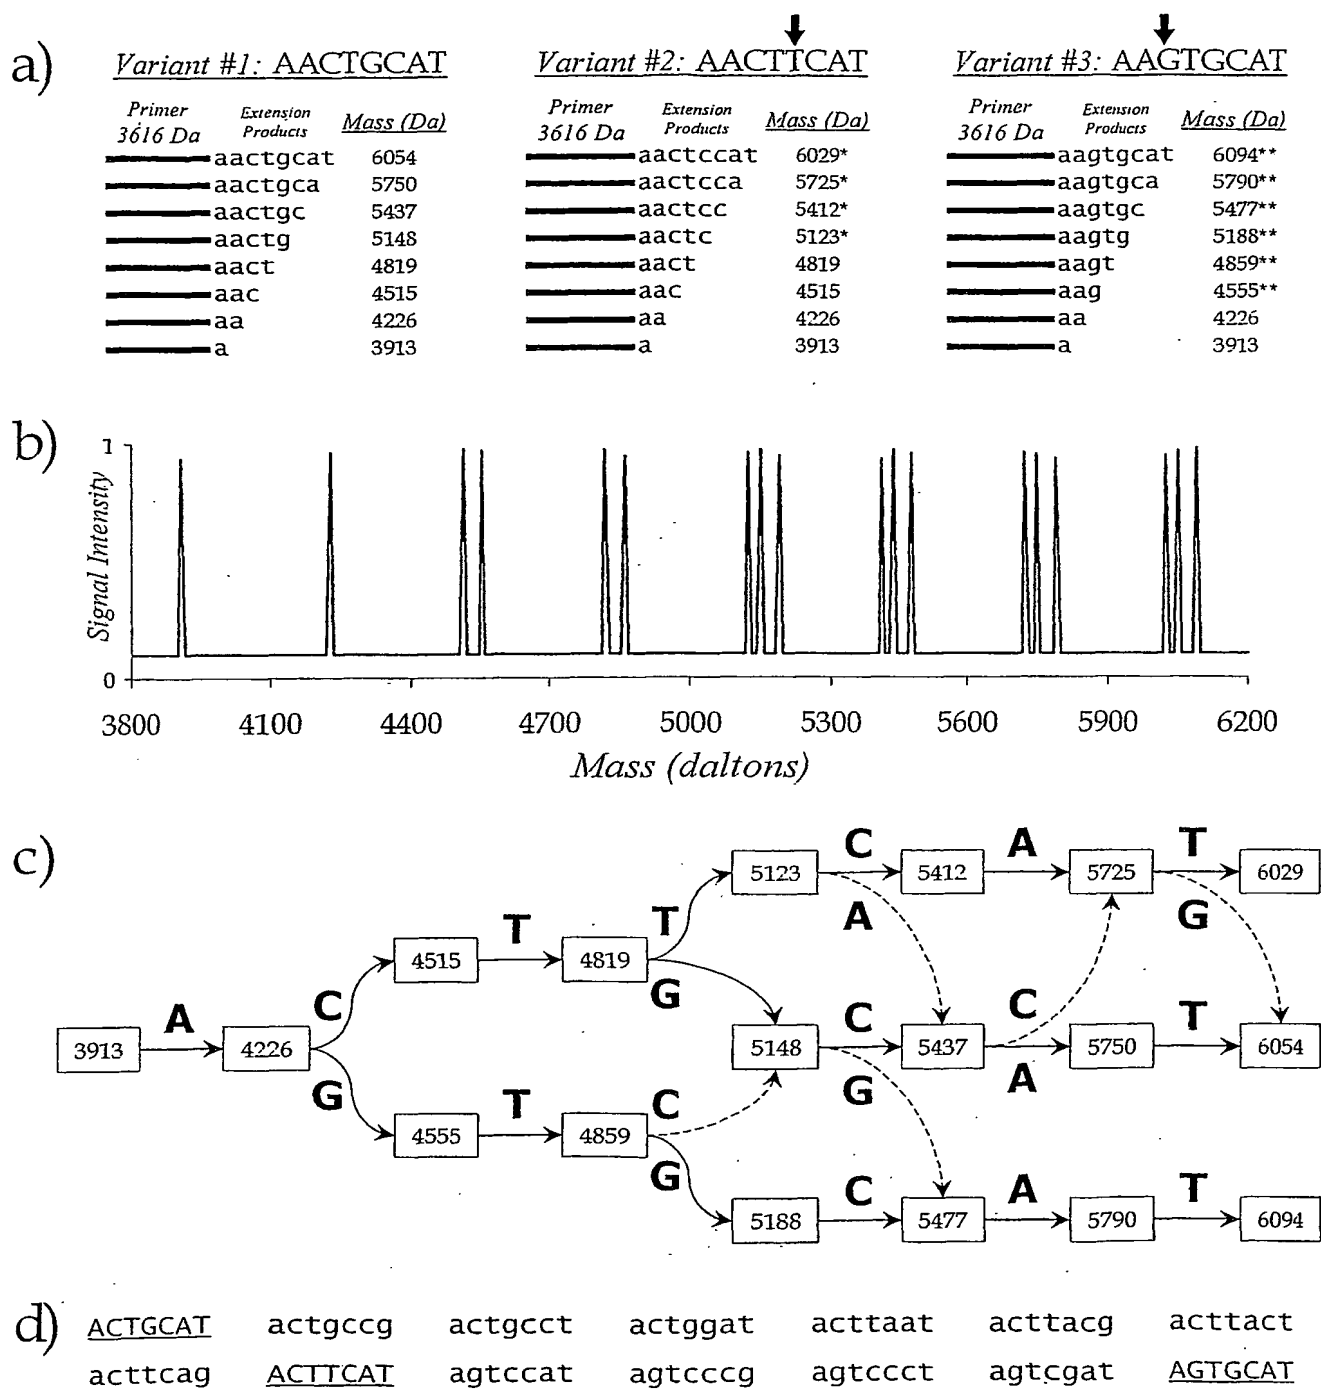 a)
Variant #1: AACTGCAT
Primer 3616 Da Extension Products Mass (Da)
aactgcat 6054
aactgca 5750
aactgc 5437
aactg 5148
aact 4819
aac 4515
aa 4226
a 3913
Variant #2: AACTTCAT
Primer 3616 Da Extension Products Mass (Da)
aactccat 6029*
aactcca 5725*
aactcc 5412*
aactc 5123*
aact 4819
aac 4515
aa 4226
a 3913
Variant #3: AAGTGCAT
Primer 3616 Da Extension Products Mass (Da)
aagtgcat 6094**
aagtgca 5790**
aagtgc 5477**
aagtg 5188**
aagt 4859**
aag 4555**
aa 4226
a 3913
b)
Signal Intensity
1
0
3800 4100 4400 4700 5000 5300 5600 5900 6200
Mass (daltons)
c)
C A T
5123 5412 5725 6029
T T A G
4515 4819
C G C C T
A
3913 4226 5148 5437 5750 6054
G T C G A
4555 4859
G C A T
5188 5477 5790 6094
d)
ACTGCAT actgccg actgcct actggat acttaat acttacg acttact
acttcag ACTTCAT agtccat agtcccg agtccct agtcgat AGTGCAT